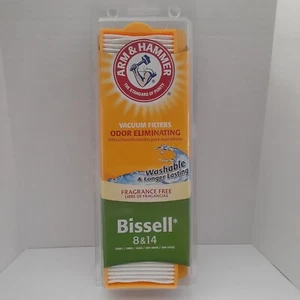 ARM & HAMMER
THE STANDARD OF PURITY
VACUUM FILTERS
ODOR ELIMINATING
Washable
& Longer Lasting
FRAGRANCE FREE
LIBRE DE FRAGANCIAS
Bissell*
8 & 14